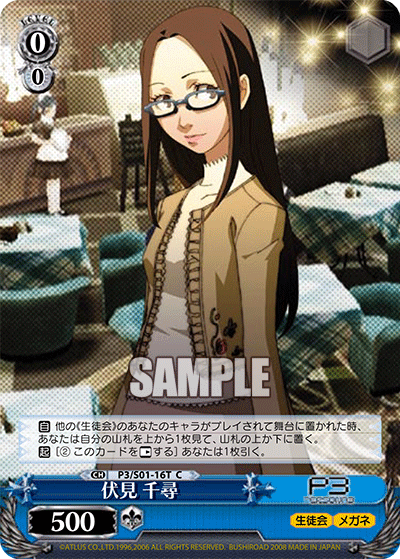 LEVEL
0
0
SAMPLE
自 他の《生徒会》のあなたのキャラがプレイされて舞台に置かれた時、
あなたは自分の山札を上から1枚見て、山札の上か下に置く。
起 [② このカードを する] あなたは1枚引く。
CH P3/S01-16T C
伏見 千尋
P3
PERSONA3
500
生徒会 メガネ
©ATLUS CO.,LTD.1996,2006 ALL RIGHTS RESERVED. BUSHIROAD 2008 MADE IN JAPAN